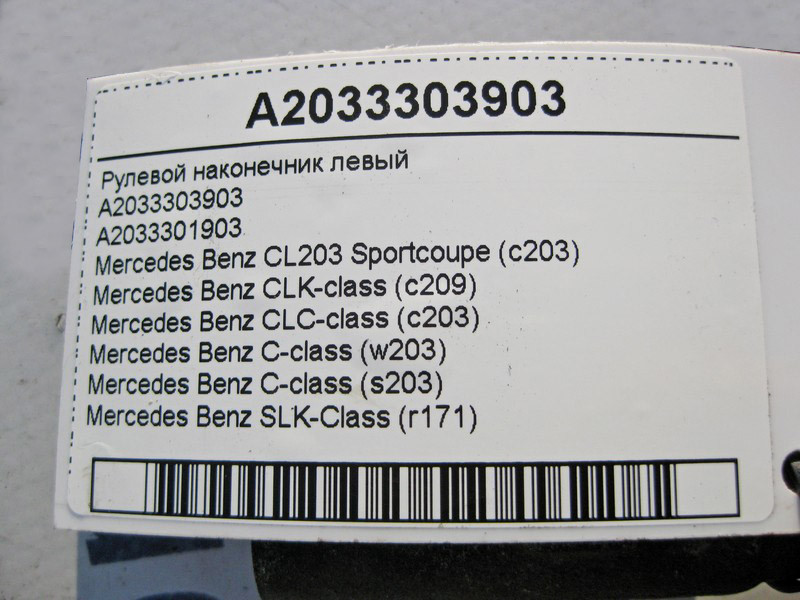 A2033303903
Рулевой наконечник левый
A2033303903
A2033301903
Mercedes Benz CL203 Sportcoupe (c203)
Mercedes Benz CLK-class (c209)
Mercedes Benz CLC-class (c203)
Mercedes Benz C-class (w203)
Mercedes Benz C-class (s203)
Mercedes Benz SLK-Class (r171)